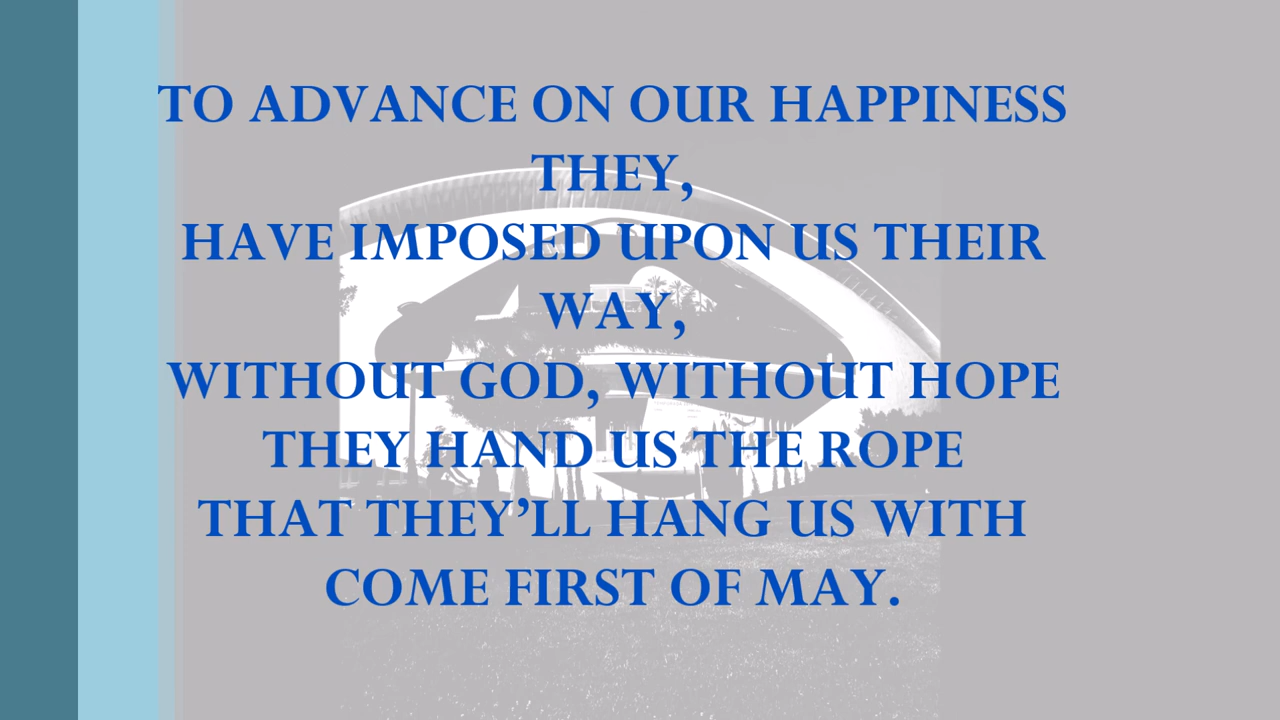 TO ADVANCE ON OUR HAPPINESS
THEY,
HAVE IMPOSED UPON US THEIR
WAY,
WITHOUT GOD, WITHOUT HOPE
THEY HAND US THE ROPE
THAT THEY’LL HANG US WITH
COME FIRST OF MAY.